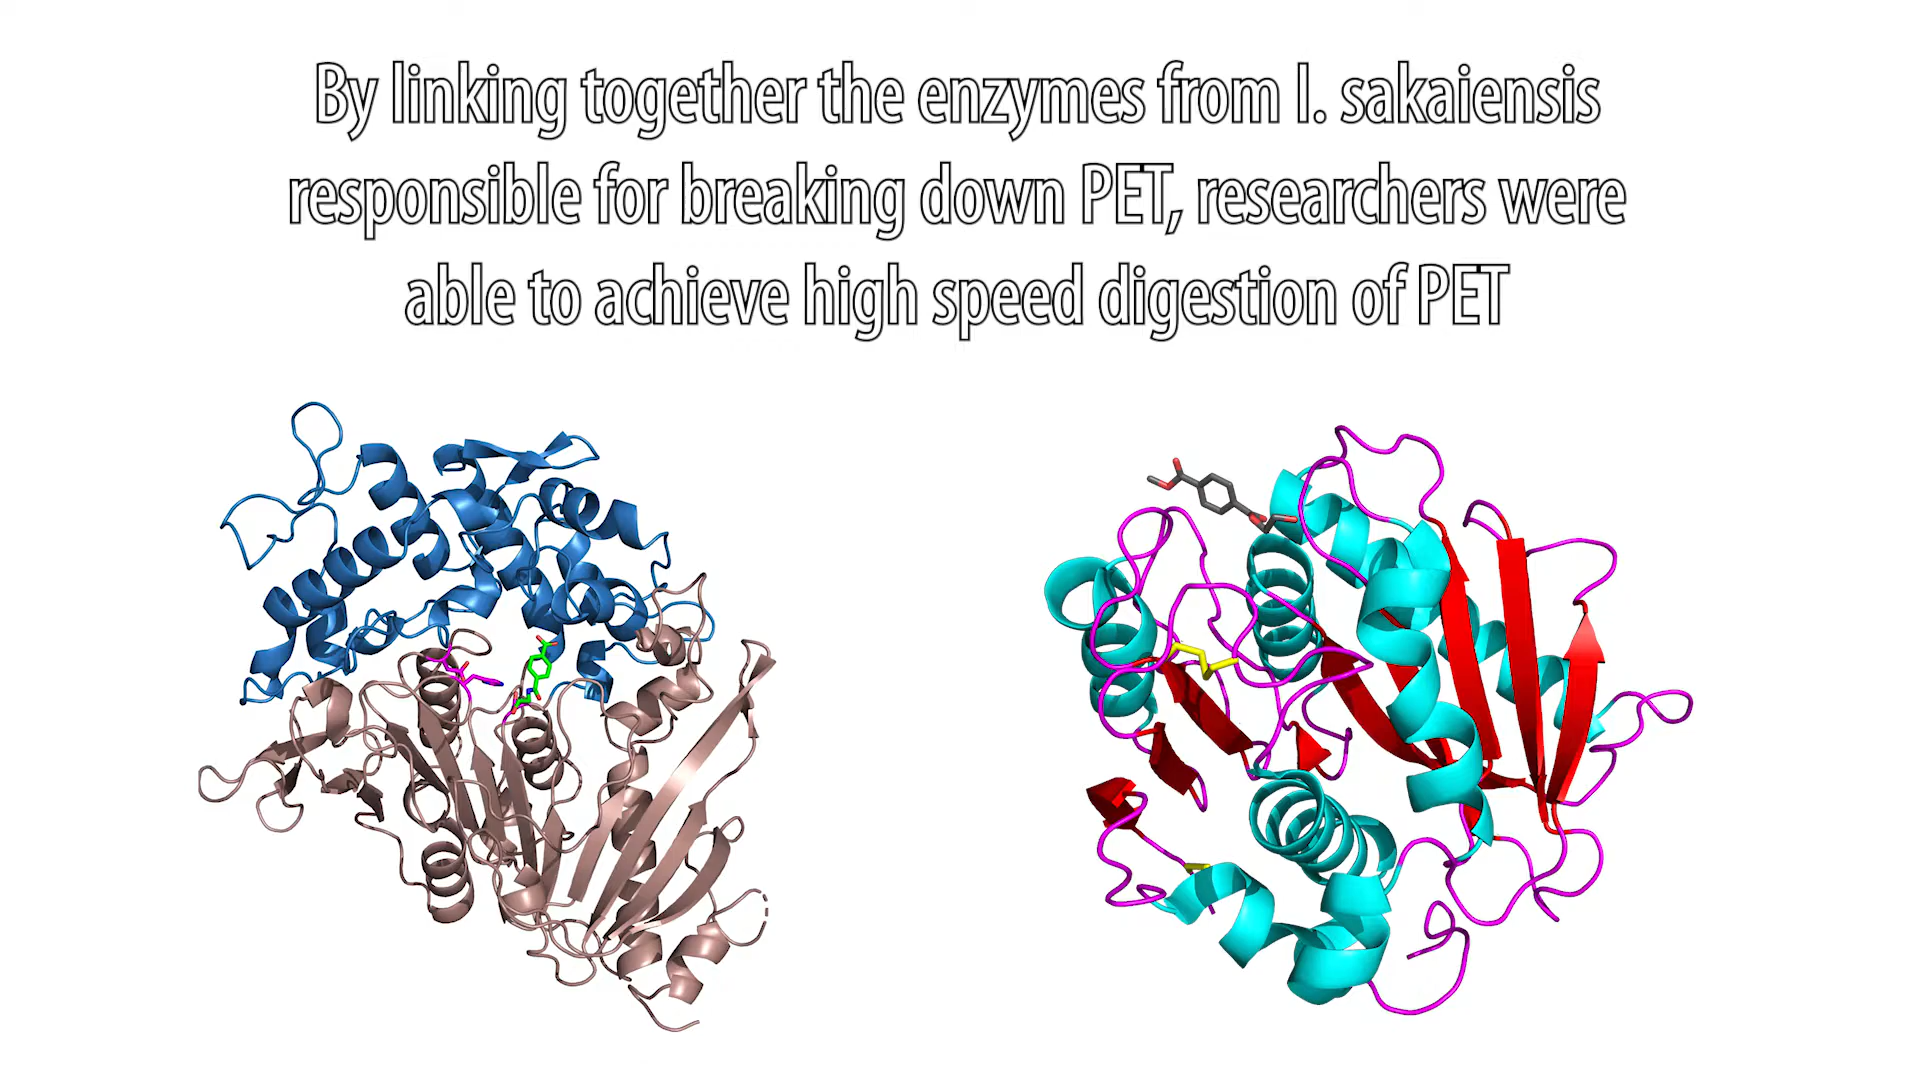 By linking together the enzymes from I. sakaiensis
responsible for breaking down PET, researchers were
able to achieve high speed digestion of PET